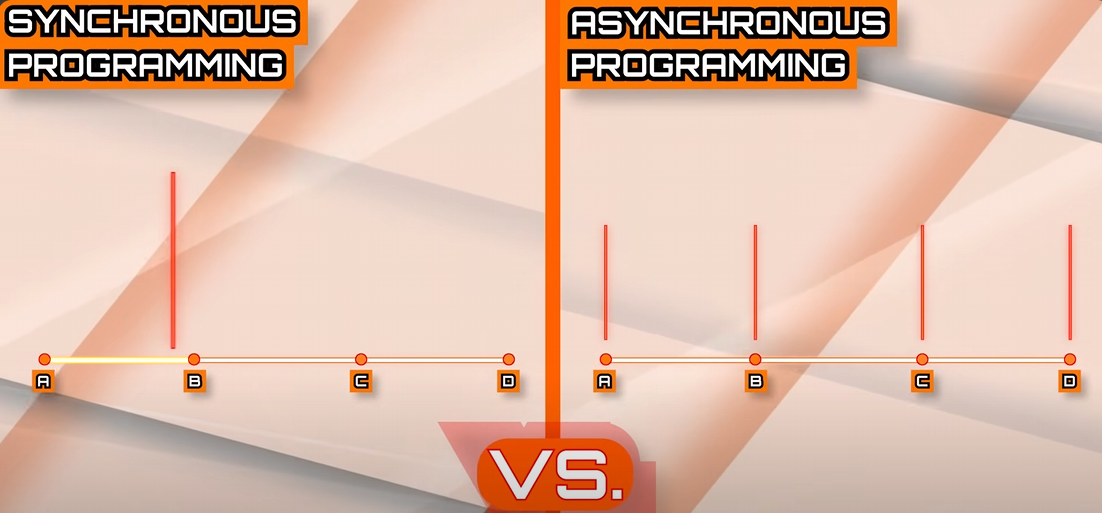 SYNCHRONOUS
PROGRAMMING
A B C D
ASYNCHRONOUS
PROGRAMMING
A B C D
VS.